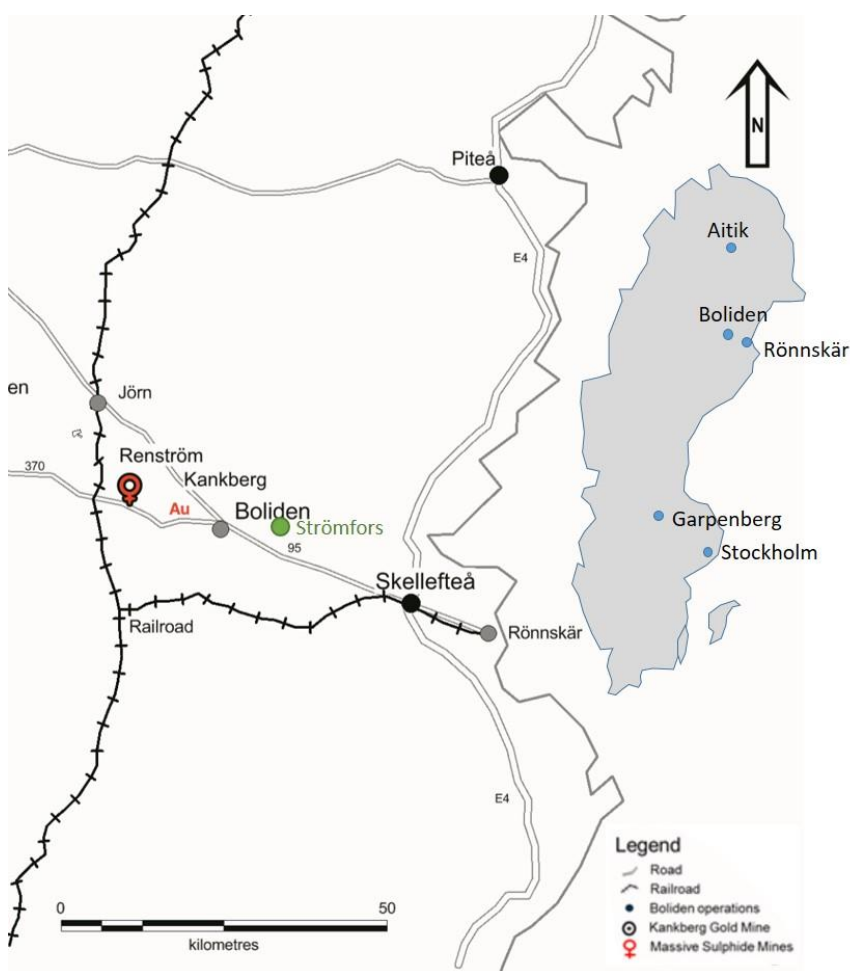 Piteå
N
E4
Aitik
Boliden
Rönnskär
Jörn
en
Renström
370
Kankberg
Au
Boliden
Strömfors
95
Garpenberg
Stockholm
Skellefteå
Railroad
Rönnskär
E4
Legend
Road
Railroad
Boliden operations
Kankberg Gold Mine
Massive Sulphide Mines
0 50
kilometres